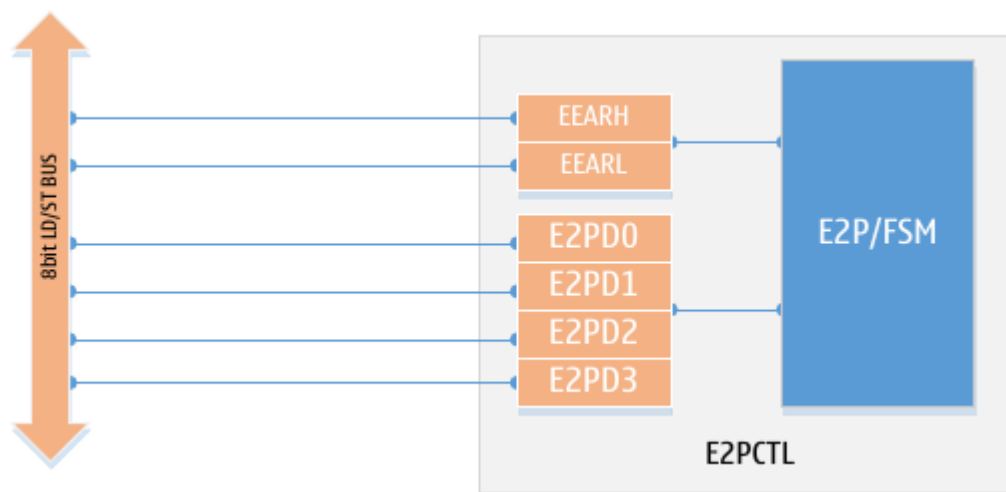 8bit LD/ST BUS
EEARH
EEARL
E2PD0
E2PD1
E2PD2
E2PD3
E2P/FSM
E2PCTL